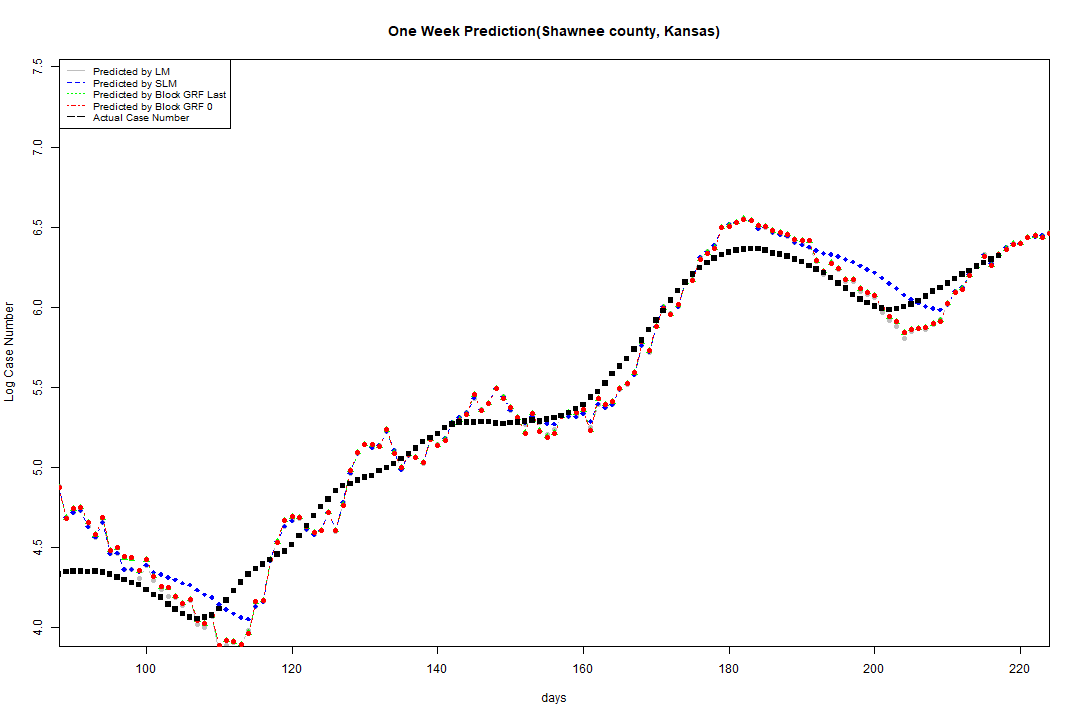 One Week Prediction(Shawnee county, Kansas)
Predicted by LM
Predicted by SLM
Predicted by Block GRF Last
Predicted by Block GRF 0
Actual Case Number
7.5
7.0
6.5
6.0
5.5
5.0
4.5
4.0
Log Case Number
100 120 140 160 180 200 220
days